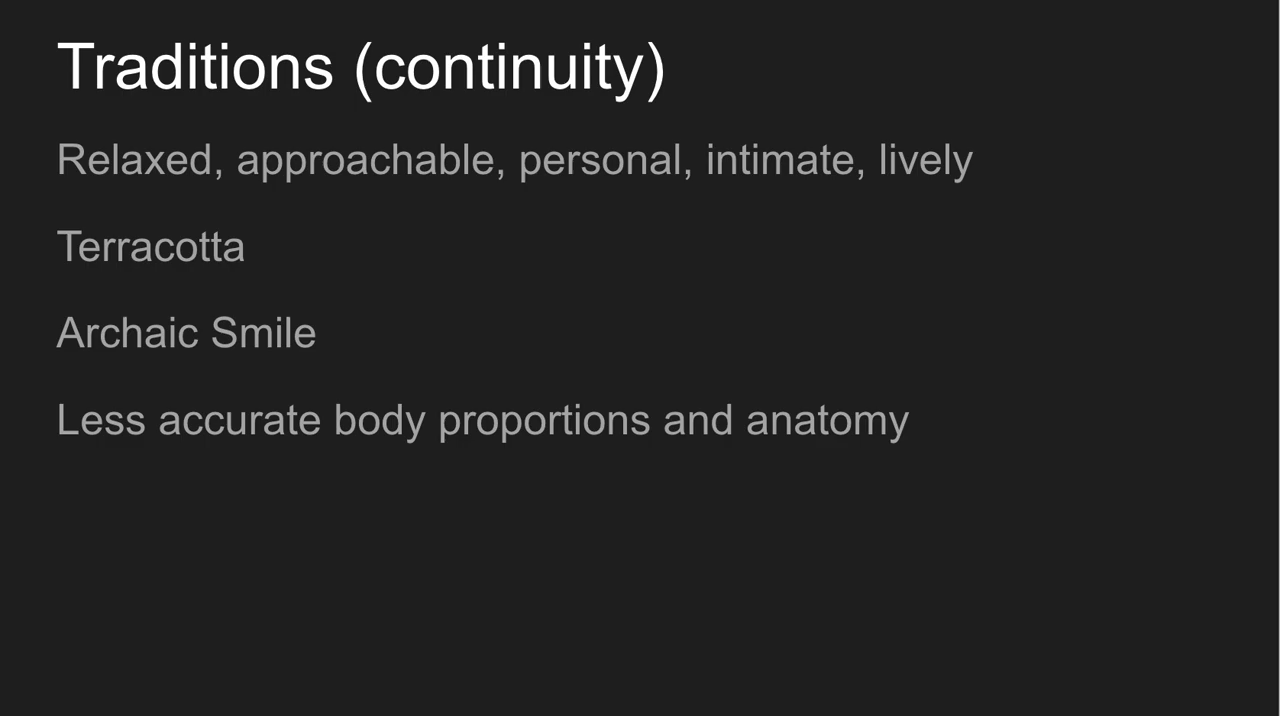 Traditions (continuity)
Relaxed, approachable, personal, intimate, lively
Terracotta
Archaic Smile
Less accurate body proportions and anatomy